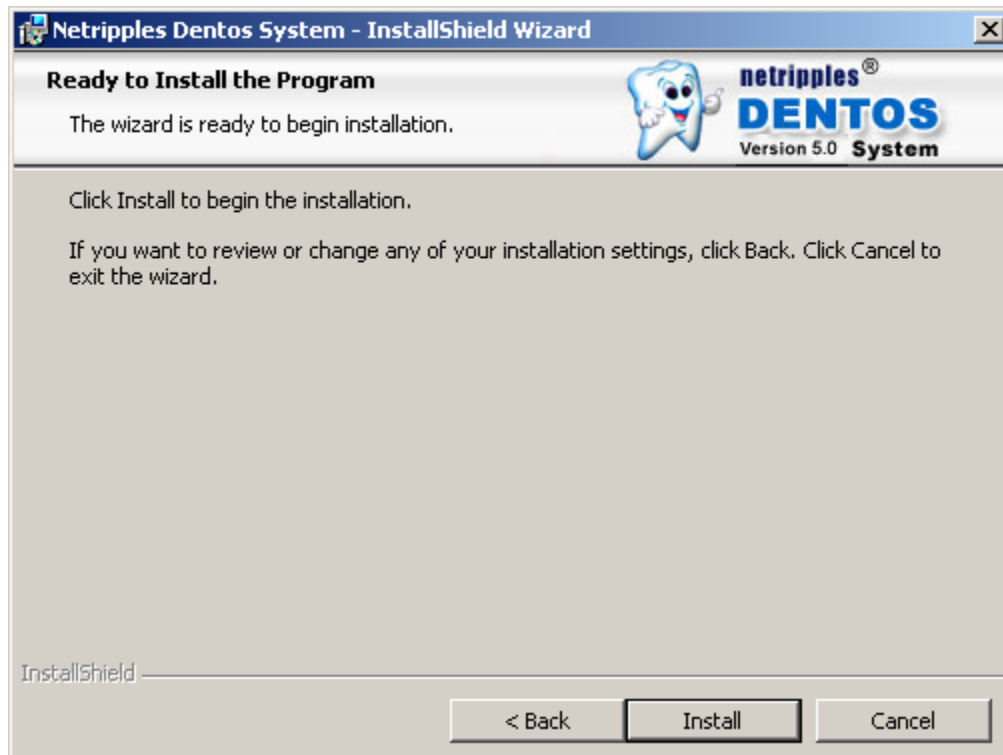 Netripples Dentos System - InstallShield Wizard
Ready to Install the Program
The wizard is ready to begin installation.
netripples®
DENTOS
Version 5.0 System
Click Install to begin the installation.
If you want to review or change any of your installation settings, click Back. Click Cancel to
exit the wizard.
InstallShield
< Back Install Cancel